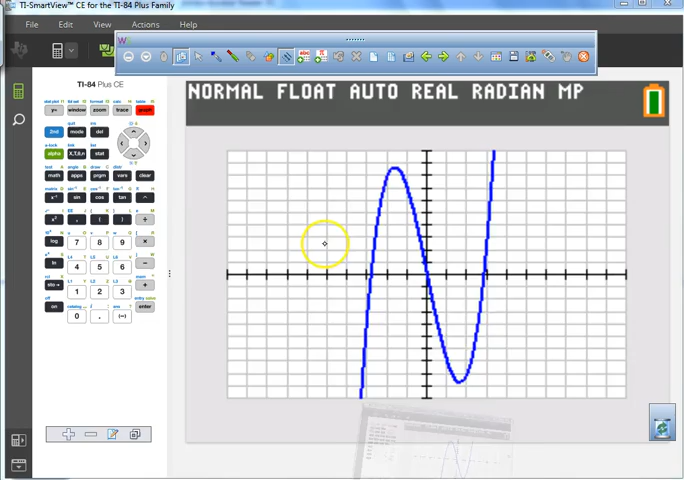 TI-SmartView™ CE for the TI-84 Plus Family
File Edit View Actions Help
NORMAL FLOAT AUTO REAL RADIAN MP
TI-84 Plus CE
y= window zoom trace graph
2nd mode del
alpha X,T,θ,n stat
math apps prgm vars clear
x⁻¹ sin cos tan ^
x² , ( ) ÷
log 7 8 9 ×
ln 4 5 6 −
sto→ 1 2 3 +
on 0 . (−) enter